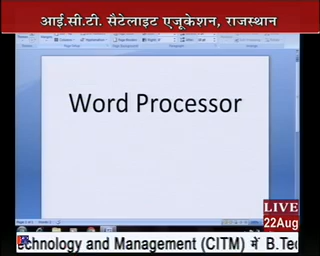 आई.सी.टी. सैटेलाइट एजूकेशन, राजस्थान
Word Processor
LIVE
22Aug
echnology and Management (CITM) में B.Tec